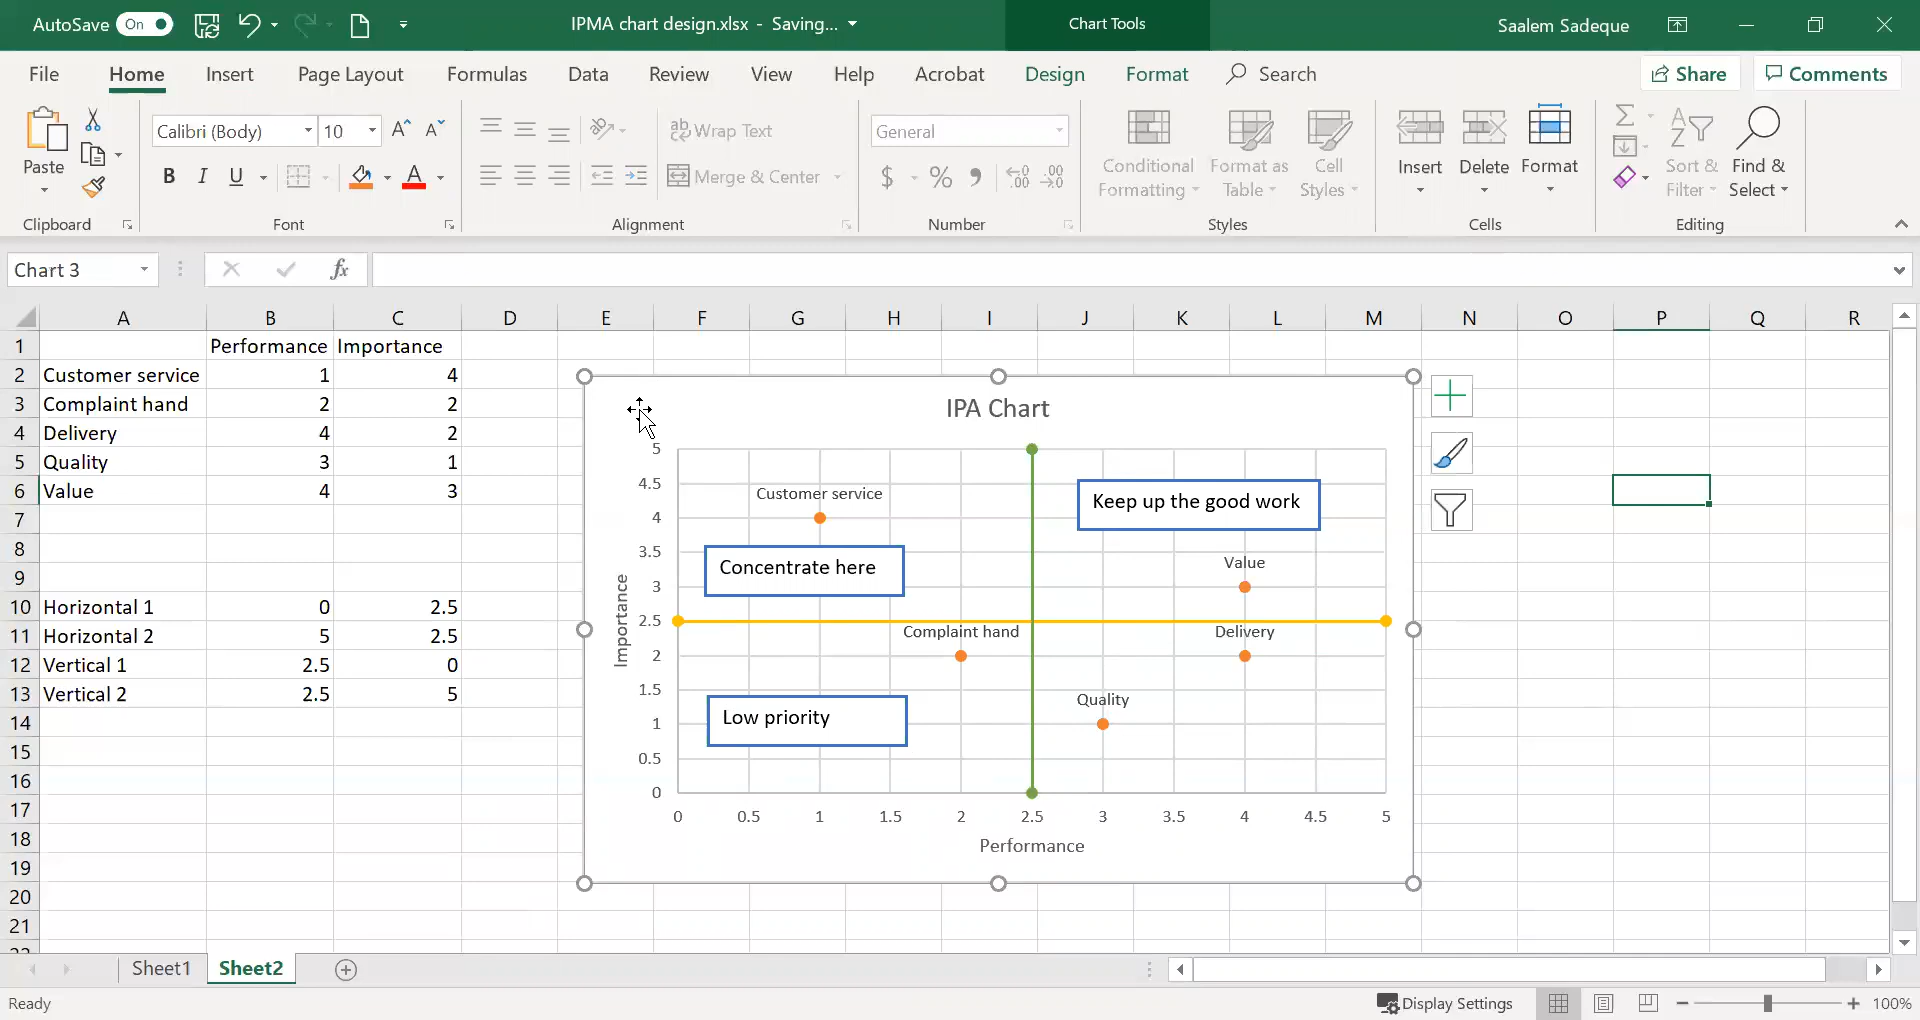 AutoSave On IPMA chart design.xlsx - Saving... Chart Tools Saalem Sadeque
File Home Insert Page Layout Formulas Data Review View Help Acrobat Design Format Search Share Comments
Paste
Calibri (Body) 10 A A
B I U A
ab Wrap Text
Merge & Center
General
$ % 9 .00 .00
Conditional
Formatting
Format as
Table
Cell
Styles
Insert
Delete
Format
Σ
Sort &
Filter
Find &
Select
Clipboard Font Alignment Number Styles Cells Editing
Chart 3 fx
A B C D E F G H I J K L M N O P Q R
1 Performance Importance
2 Customer service 1 4
3 Complaint hand 2 2
4 Delivery 4 2
5 Quality 3 1
6 Value 4 3
7
8
9
10 Horizontal 1 0 2.5
11 Horizontal 2 5 2.5
12 Vertical 1 2.5 0
13 Vertical 2 2.5 5
14
15
16
17
18
19
20
21
IPA Chart
Importance
5
4.5
4
3.5
3
2.5
2
1.5
1
0.5
0
Customer service
Keep up the good work
Concentrate here
Value
Complaint hand
Delivery
Low priority
Quality
0 0.5 1 1.5 2 2.5 3 3.5 4 4.5 5
Performance
Sheet1 Sheet2
Ready Display Settings 100%